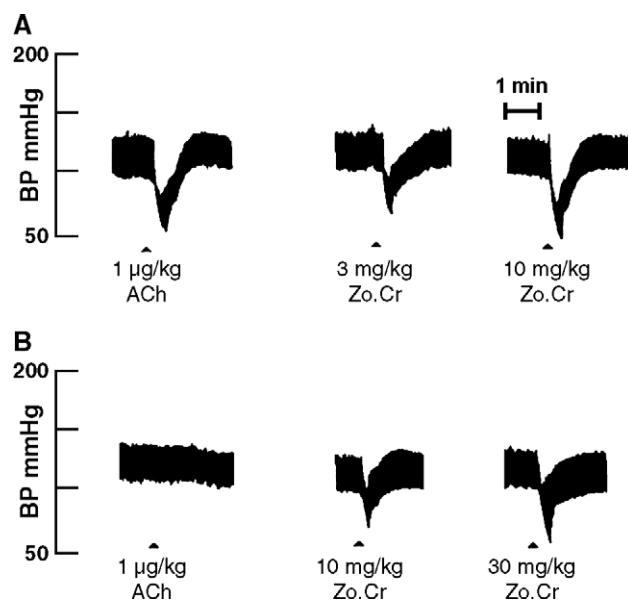 A
200
BP mmHg
50
1 min
1 µg/kg
ACh
3 mg/kg
Zo.Cr
10 mg/kg
Zo.Cr
B
200
BP mmHg
50
1 µg/kg
ACh
10 mg/kg
Zo.Cr
30 mg/kg
Zo.Cr